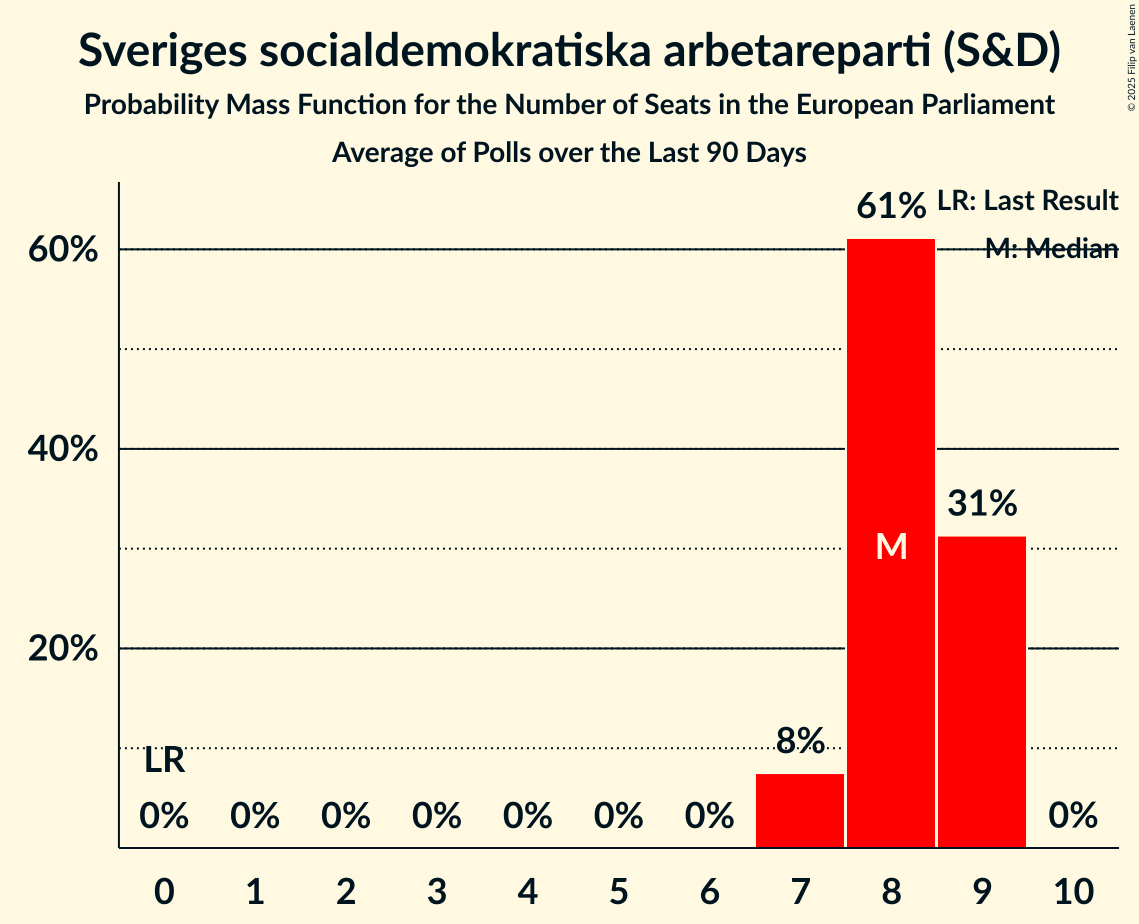 Sveriges socialdemokratiska arbetareparti (S&D)
Probability Mass Function for the Number of Seats in the European Parliament
Average of Polls over the Last 90 Days
© 2025 Filip van Laenen
LR: Last Result
M: Median
60%
40%
20%
61%
31%
M
8%
LR
0% 0% 0% 0% 0% 0% 0% 0%
0 1 2 3 4 5 6 7 8 9 10